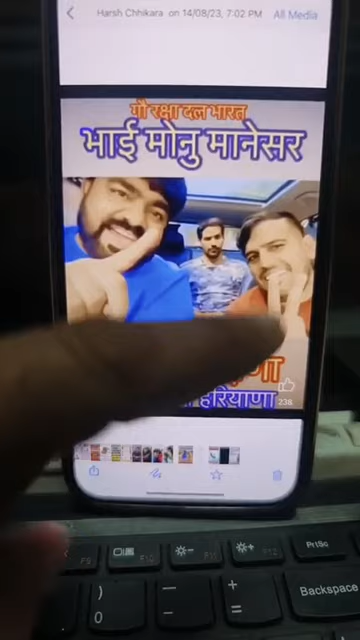 Harsh Chhikara on 14/08/23, 7:02 PM All Media
गौ रक्षा दल भारत
भाई मोनु मानेसर
हरियाणा
238
F9
F10
F11
F12
PrtSc
)
0
_
-
+
=
Backspace